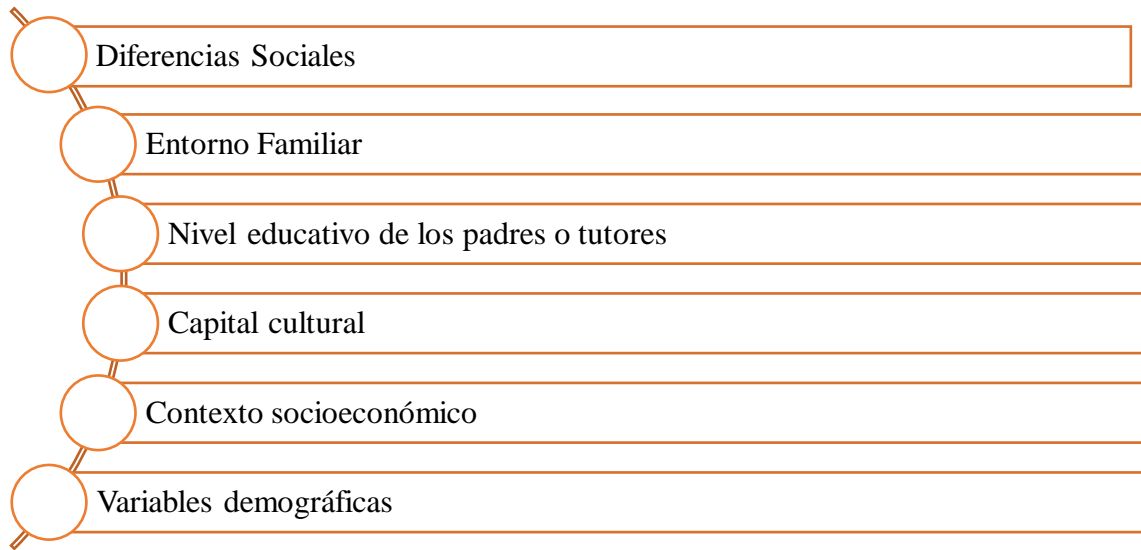 Diferencias Sociales
Entorno Familiar
Nivel educativo de los padres o tutores
Capital cultural
Contexto socioeconómico
Variables demográficas